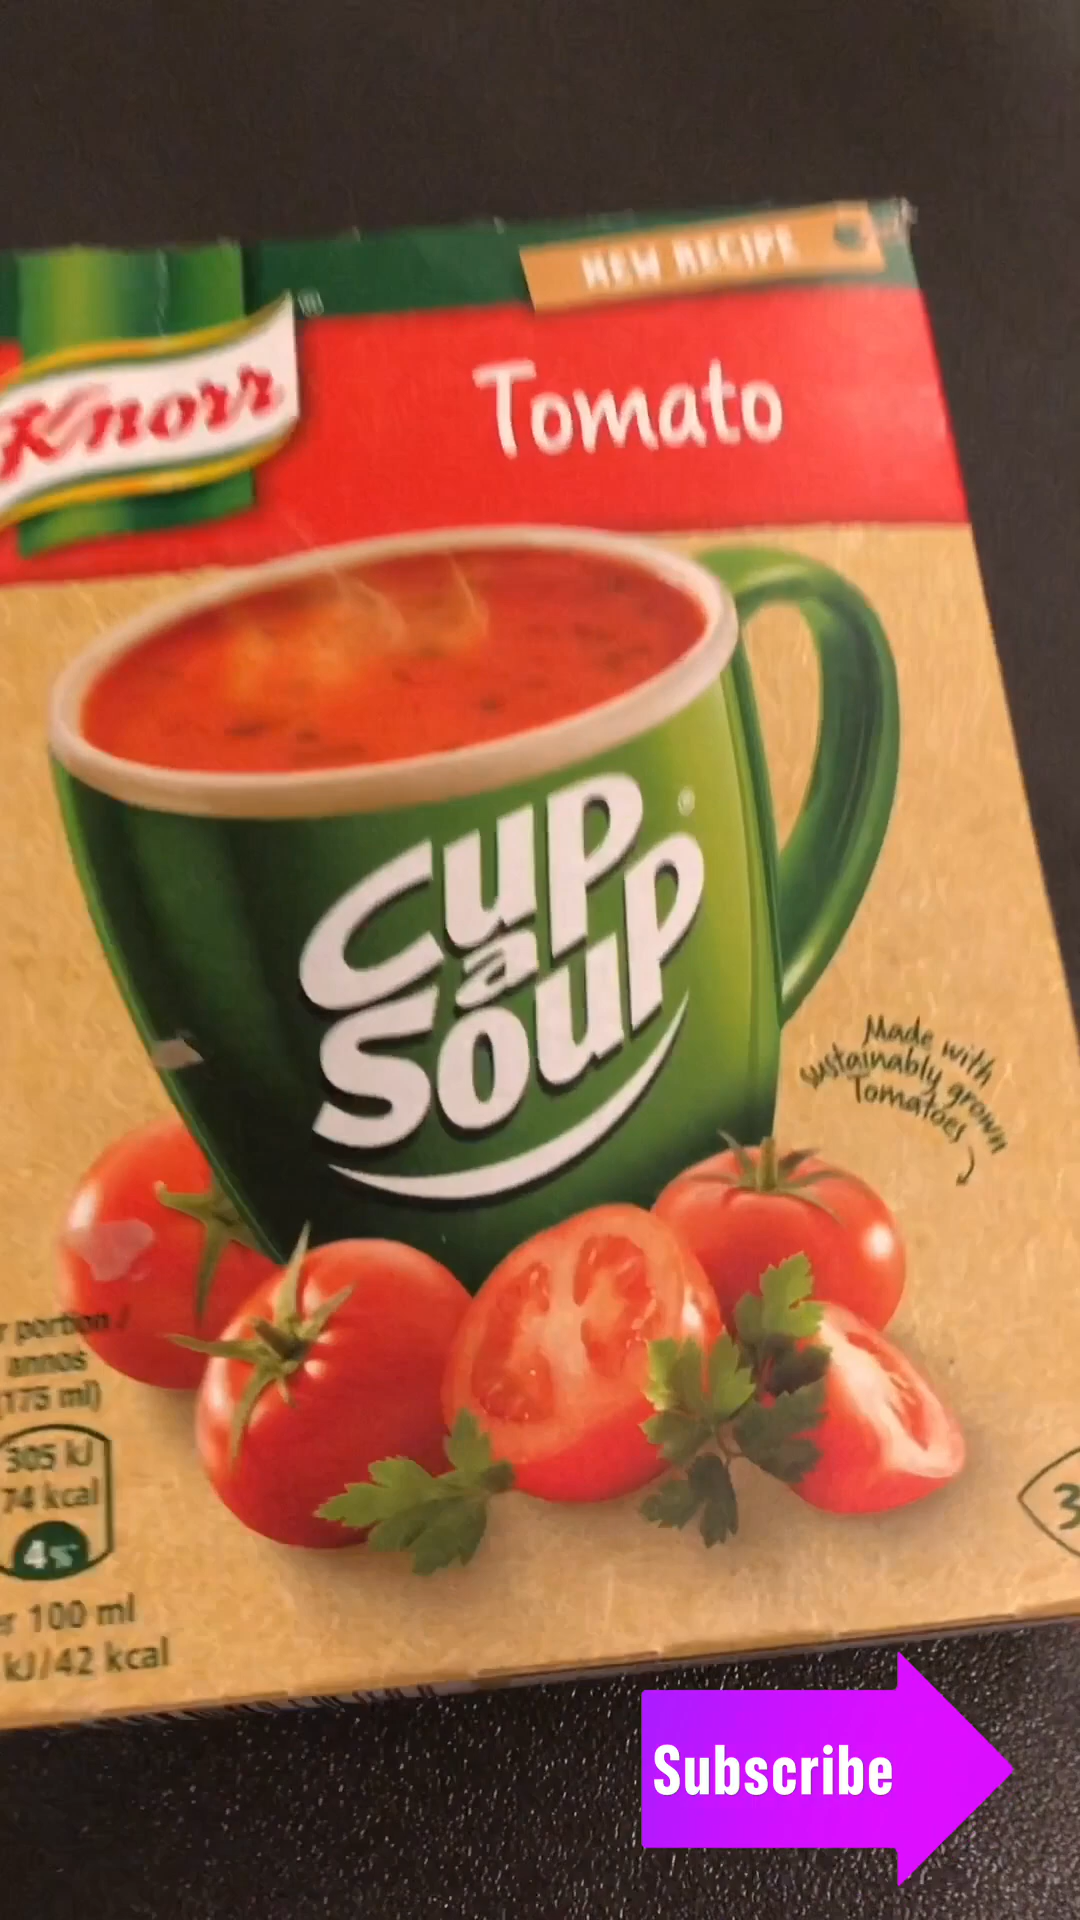 NEW RECIPE
Knorr®
Tomato
Cup
a
Soup
Made with
sustainably grown
Tomatoes
portion /
annos
(175 ml)
305 kJ
74 kcal
100 ml
kJ/42 kcal
3
Subscribe